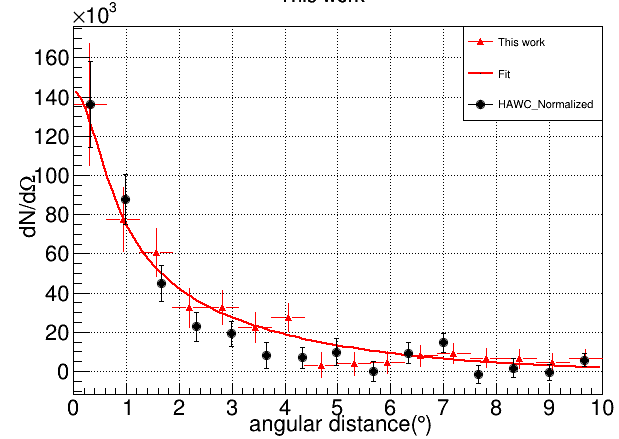 This work
×10³
160
140
120
100
80
60
40
20
0
dN/dΩ
0 1 2 3 4 5 6 7 8 9 10
angular distance(°)
This work
Fit
HAWC_Normalized